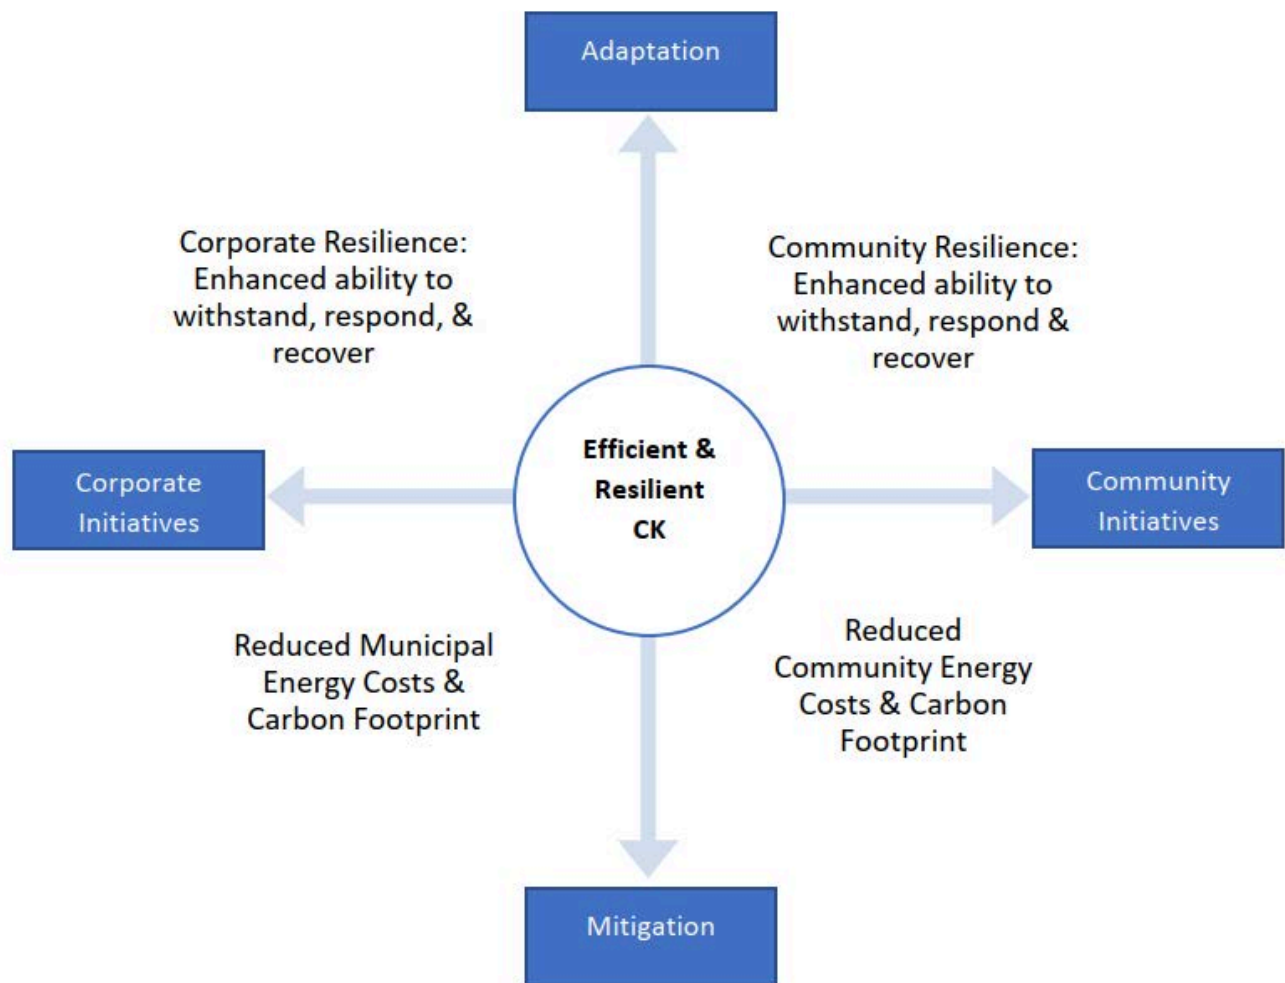 Adaptation
Corporate Resilience:
Enhanced ability to
withstand, respond, &
recover
Community Resilience:
Enhanced ability to
withstand, respond &
recover
Corporate
Initiatives
Efficient &
Resilient
CK
Community
Initiatives
Reduced Municipal
Energy Costs &
Carbon Footprint
Reduced
Community Energy
Costs & Carbon
Footprint
Mitigation